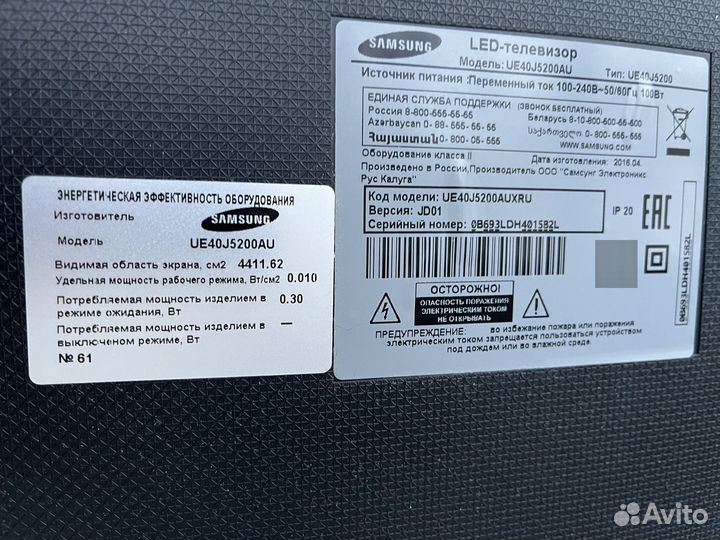 ЭНЕРГЕТИЧЕСКАЯ ЭФФЕКТИВНОСТЬ ОБОРУДОВАНИЯ
Изготовитель SAMSUNG
Модель UE40J5200AU
Видимая область экрана, см2 4411.62
Удельная мощность рабочего режима, Вт/см2 0.010
Потребляемая мощность изделием в 0.30
режиме ожидания, Вт
Потребляемая мощность изделием в —
выключеном режиме, Вт
№ 61
SAMSUNG LED-телевизор
Модель: UE40J5200AU Тип: UE40J5200
Источник питания :Переменный ток 100-240В~50/60Гц 100Вт
ЕДИНАЯ СЛУЖБА ПОДДЕРЖКИ (ЗВОНОК БЕСПЛАТНЫЙ)
Россия 8-800-555-55-55 Беларусь 8-10-800-500-55-500
Azərbaycan 0- 88- 555- 55- 55 საქართველო 0- 800- 555- 555
Հայաստան 0-800- 05- 555 WWW.SAMSUNG.COM
Оборудование класса II Дата изготовления: 2016.04.
Произведено в России,Производитель ООО "Самсунг Электроникс
Рус Калуга"
Код модели: UE40J5200AUXRU
Версия: JD01 IP 20
Серийный номер: 0B693LDH401582L
EAC
0B693LDH401582L
ОСТОРОЖНО!
ОПАСНОСТЬ ПОРАЖЕНИЯ
ЭЛЕКТРИЧЕСКИМ ТОКОМ
НЕ ОТКРЫВАТЬ
ПРЕДУПРЕЖДЕНИЕ: во избежание пожара или поражения
электрическим током запрещается пользоваться устройством
под дождем или во влажной среде.
Avito